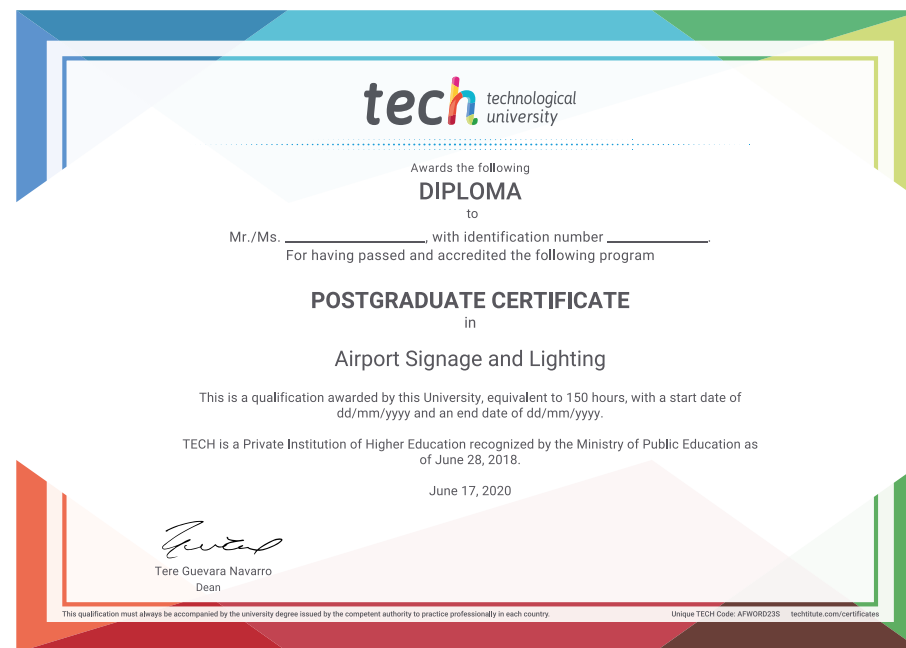 tech technological
university
Awards the following
DIPLOMA
to
Mr./Ms. ____________________, with identification number ______________.
For having passed and accredited the following program
POSTGRADUATE CERTIFICATE
in
Airport Signage and Lighting
This is a qualification awarded by this University, equivalent to 150 hours, with a start date of
dd/mm/yyyy and an end date of dd/mm/yyyy.
TECH is a Private Institution of Higher Education recognized by the Ministry of Public Education as
of June 28, 2018.
June 17, 2020
Tere Guevara Navarro
Dean
This qualification must always be accompanied by the university degree issued by the competent authority to practice professionally in each country. Unique TECH Code: AFWORD23S techtitute.com/certificates